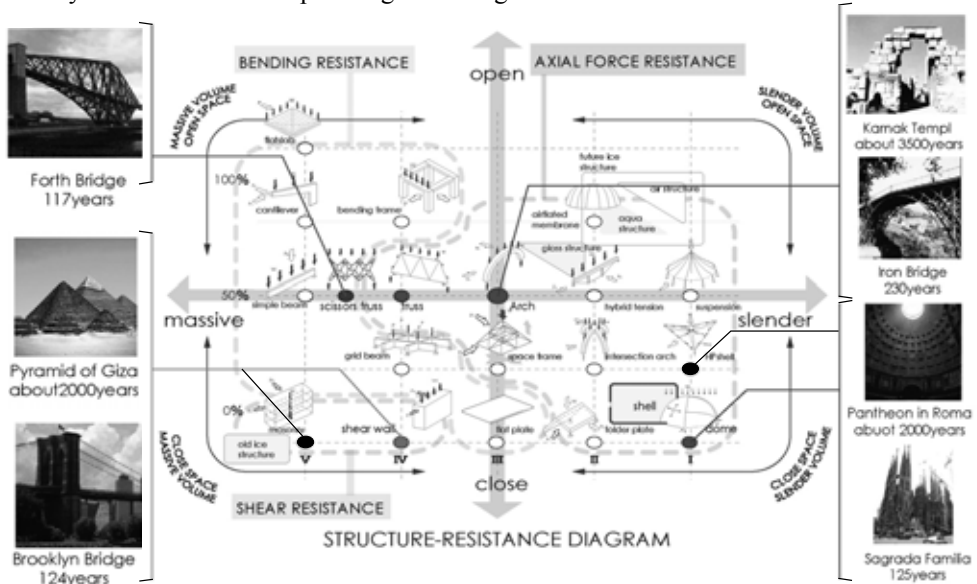 BENDING RESISTANCE
AXIAL FORCE RESISTANCE
open
MASSIVE VOLUME
OPEN SPACE
SLENDER VOLUME
OPEN SPACE
Forth Bridge
117years
Karnak Templ
about 3500years
flatslab
future ice
structure
100%
air structure
cantilever
bending frame
airflated
membrane
aqua
structure
glass structure
Iron Bridge
230years
simple beam
50%
scissors truss
truss
Arch
hybrid tension
suspension
massive
slender
Pyramid of Giza
about2000years
grid beam
space frame
intersection arch
HPshell
0%
shell
Pantheon in Roma
abuot 2000years
masonry
shear wall
flat plate
folder plate
dome
old ice
structure
V
IV
III
II
I
CLOSE SPACE
MASSIVE VOLUME
close
CLOSE SPACE
SLENDER VOLUME
SHEAR RESISTANCE
STRUCTURE-RESISTANCE DIAGRAM
Brooklyn Bridge
124years
Sagrada Familia
125years